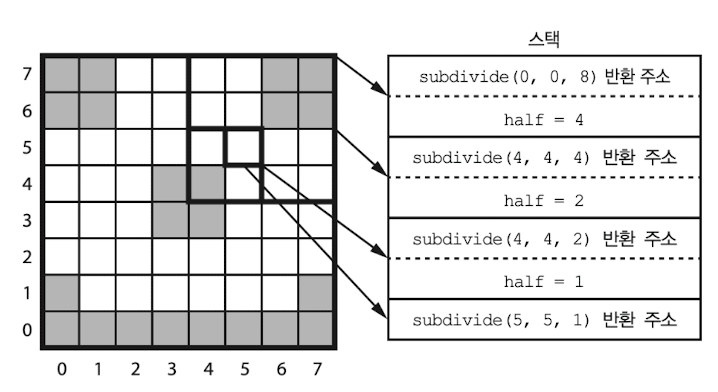 스택
7
6
5
4
3
2
1
0
0 1 2 3 4 5 6 7
subdivide(0, 0, 8) 반환 주소
half = 4
subdivide(4, 4, 4) 반환 주소
half = 2
subdivide(4, 4, 2) 반환 주소
half = 1
subdivide(5, 5, 1) 반환 주소